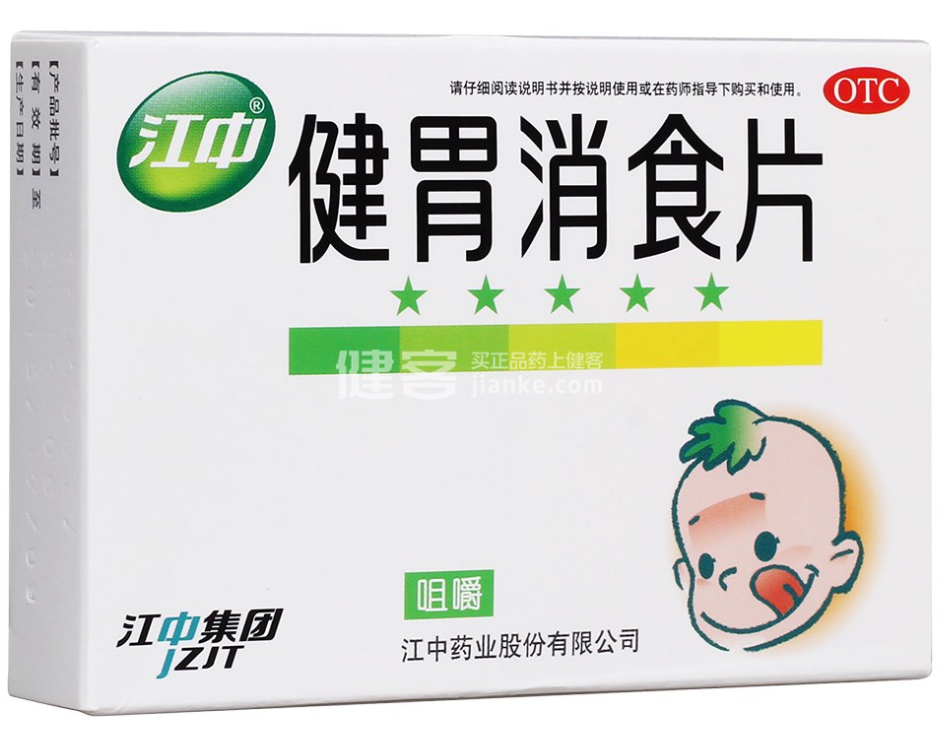 请仔细阅读说明书并按说明使用或在药师指导下购买和使用。
OTC
江中®
健胃消食片
健客 买正品药上健客
jianke.com
咀嚼
江中药业股份有限公司
江中集团
JZJT
【产品批号】
【有效期】至
【生产日期】